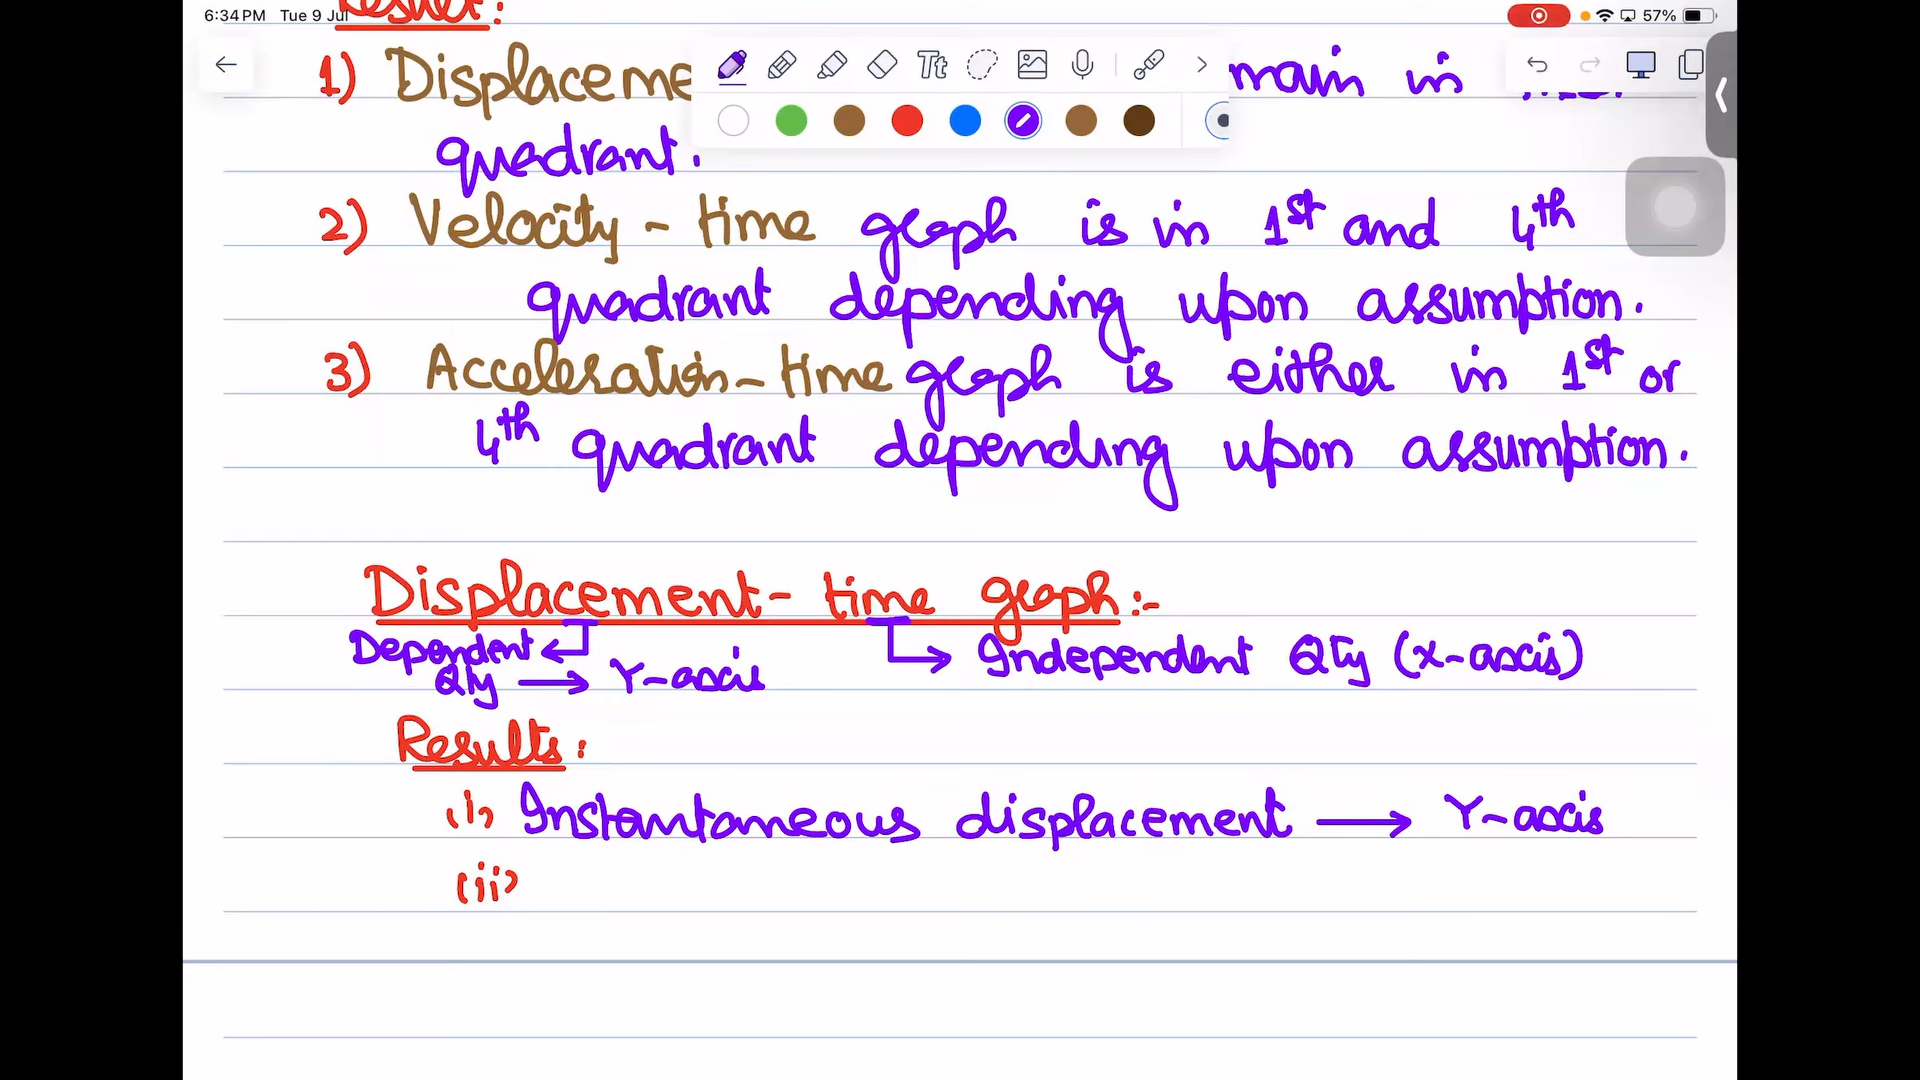 6:34 PM Tue 9 Jul 57%
Result:
Tt
1) Displaceme main in
quadrant.
2) Velocity - time graph is in 1st and 4th
quadrant depending upon assumption.
3) Acceleration - time graph is either in 1st or
4th quadrant depending upon assumption.
Displacement - time graph :-
Dependent Qty → Y-axis
Independent Qty (x-axis)
Results :
(i) Instantaneous displacement → Y-axis
(ii)